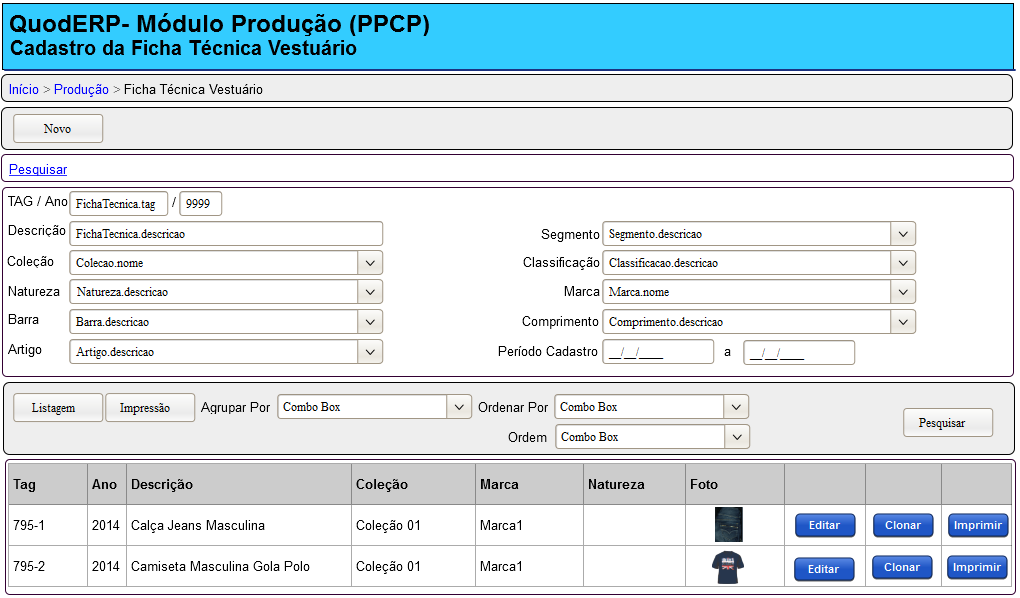 QuodERP- Módulo Produção (PPCP)
Cadastro da Ficha Técnica Vestuário
Início > Produção > Ficha Técnica Vestuário
Novo
Pesquisar
TAG / Ano FichaTecnica.tag / 9999
Descrição FichaTecnica.descricao Segmento Segmento.descricao
Coleção Colecao.nome Classificação Classificacao.descricao
Natureza Natureza.descricao Marca Marca.nome
Barra Barra.descricao Comprimento Comprimento.descricao
Artigo Artigo.descricao Período Cadastro __/__/____ a __/__/____
Listagem Impressão Agrupar Por Combo Box Ordenar Por Combo Box
Ordem Combo Box
Pesquisar
Tag Ano Descrição Coleção Marca Natureza Foto
795-1 2014 Calça Jeans Masculina Coleção 01 Marca1 Editar Clonar Imprimir
795-2 2014 Camiseta Masculina Gola Polo Coleção 01 Marca1 Editar Clonar Imprimir